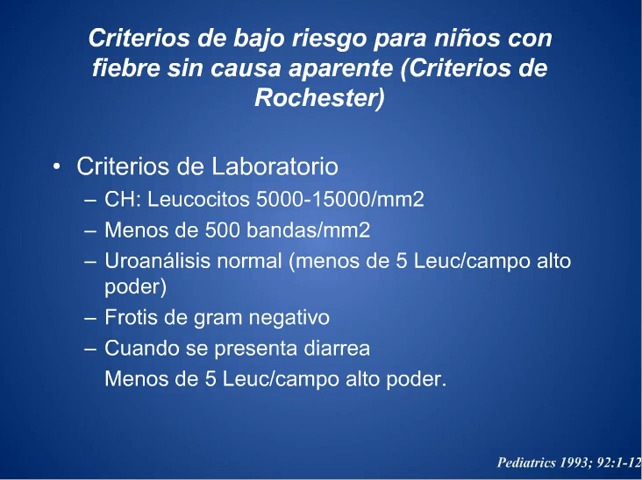 Criterios de bajo riesgo para niños con
fiebre sin causa aparente (Criterios de
Rochester)
• Criterios de Laboratorio
– CH: Leucocitos 5000-15000/mm2
– Menos de 500 bandas/mm2
– Uroanálisis normal (menos de 5 Leuc/campo alto
poder)
– Frotis de gram negativo
– Cuando se presenta diarrea
Menos de 5 Leuc/campo alto poder.
Pediatrics 1993; 92:1-12